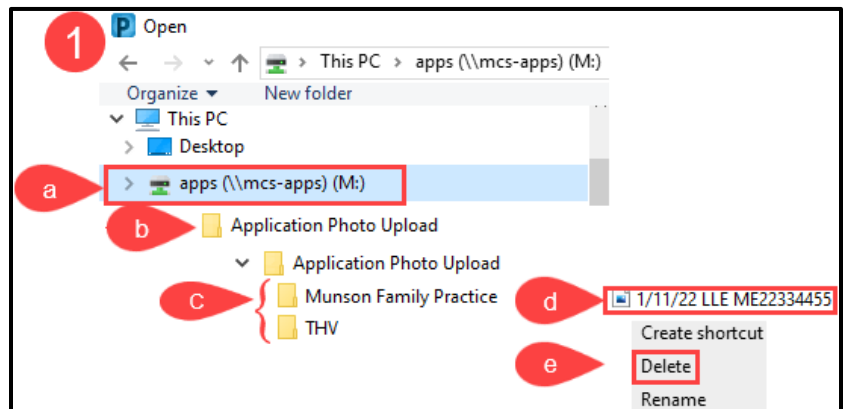 1
P Open
This PC > apps (\\mcs-apps) (M:)
Organize New folder
This PC
Desktop
a apps (\\mcs-apps) (M:)
b Application Photo Upload
Application Photo Upload
c Munson Family Practice
THV
d 1/11/22 LLE ME22334455
Create shortcut
e Delete
Rename